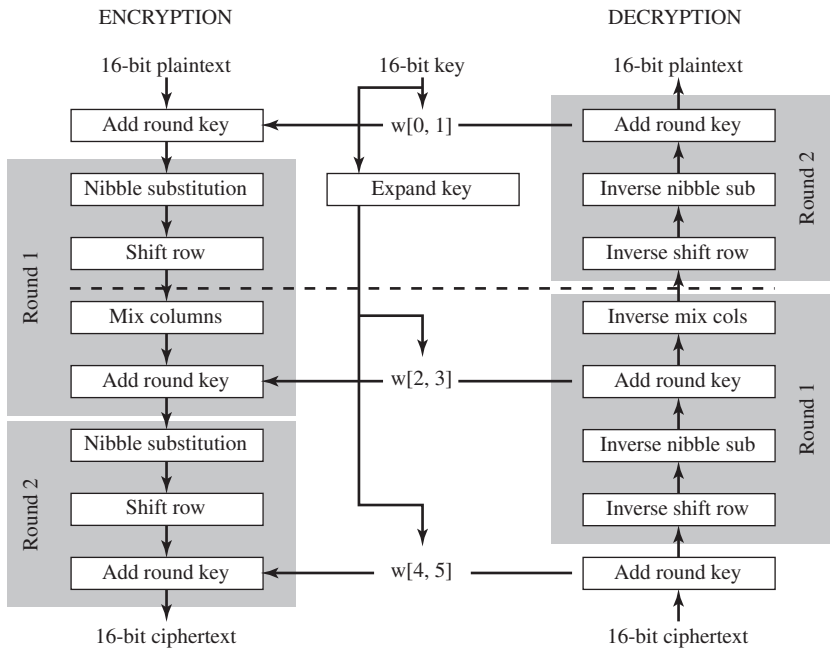 ENCRYPTION
DECRYPTION
16-bit plaintext
16-bit key
16-bit plaintext
Add round key
w[0, 1]
Add round key
Nibble substitution
Expand key
Inverse nibble sub
Round 2
Shift row
Inverse shift row
Round 1
Mix columns
Inverse mix cols
Add round key
w[2, 3]
Add round key
Round 1
Nibble substitution
Inverse nibble sub
Round 2
Shift row
Inverse shift row
Add round key
w[4, 5]
Add round key
16-bit ciphertext
16-bit ciphertext